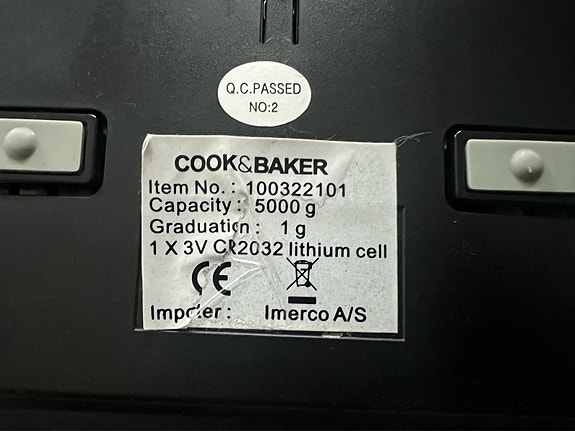 Q.C.PASSED
NO:2
COOK&BAKER
Item No.: 100322101
Capacity: 5000 g
Graduation: 1 g
1 X 3V CR2032 lithium cell
CE
Impoter: Imerco A/S